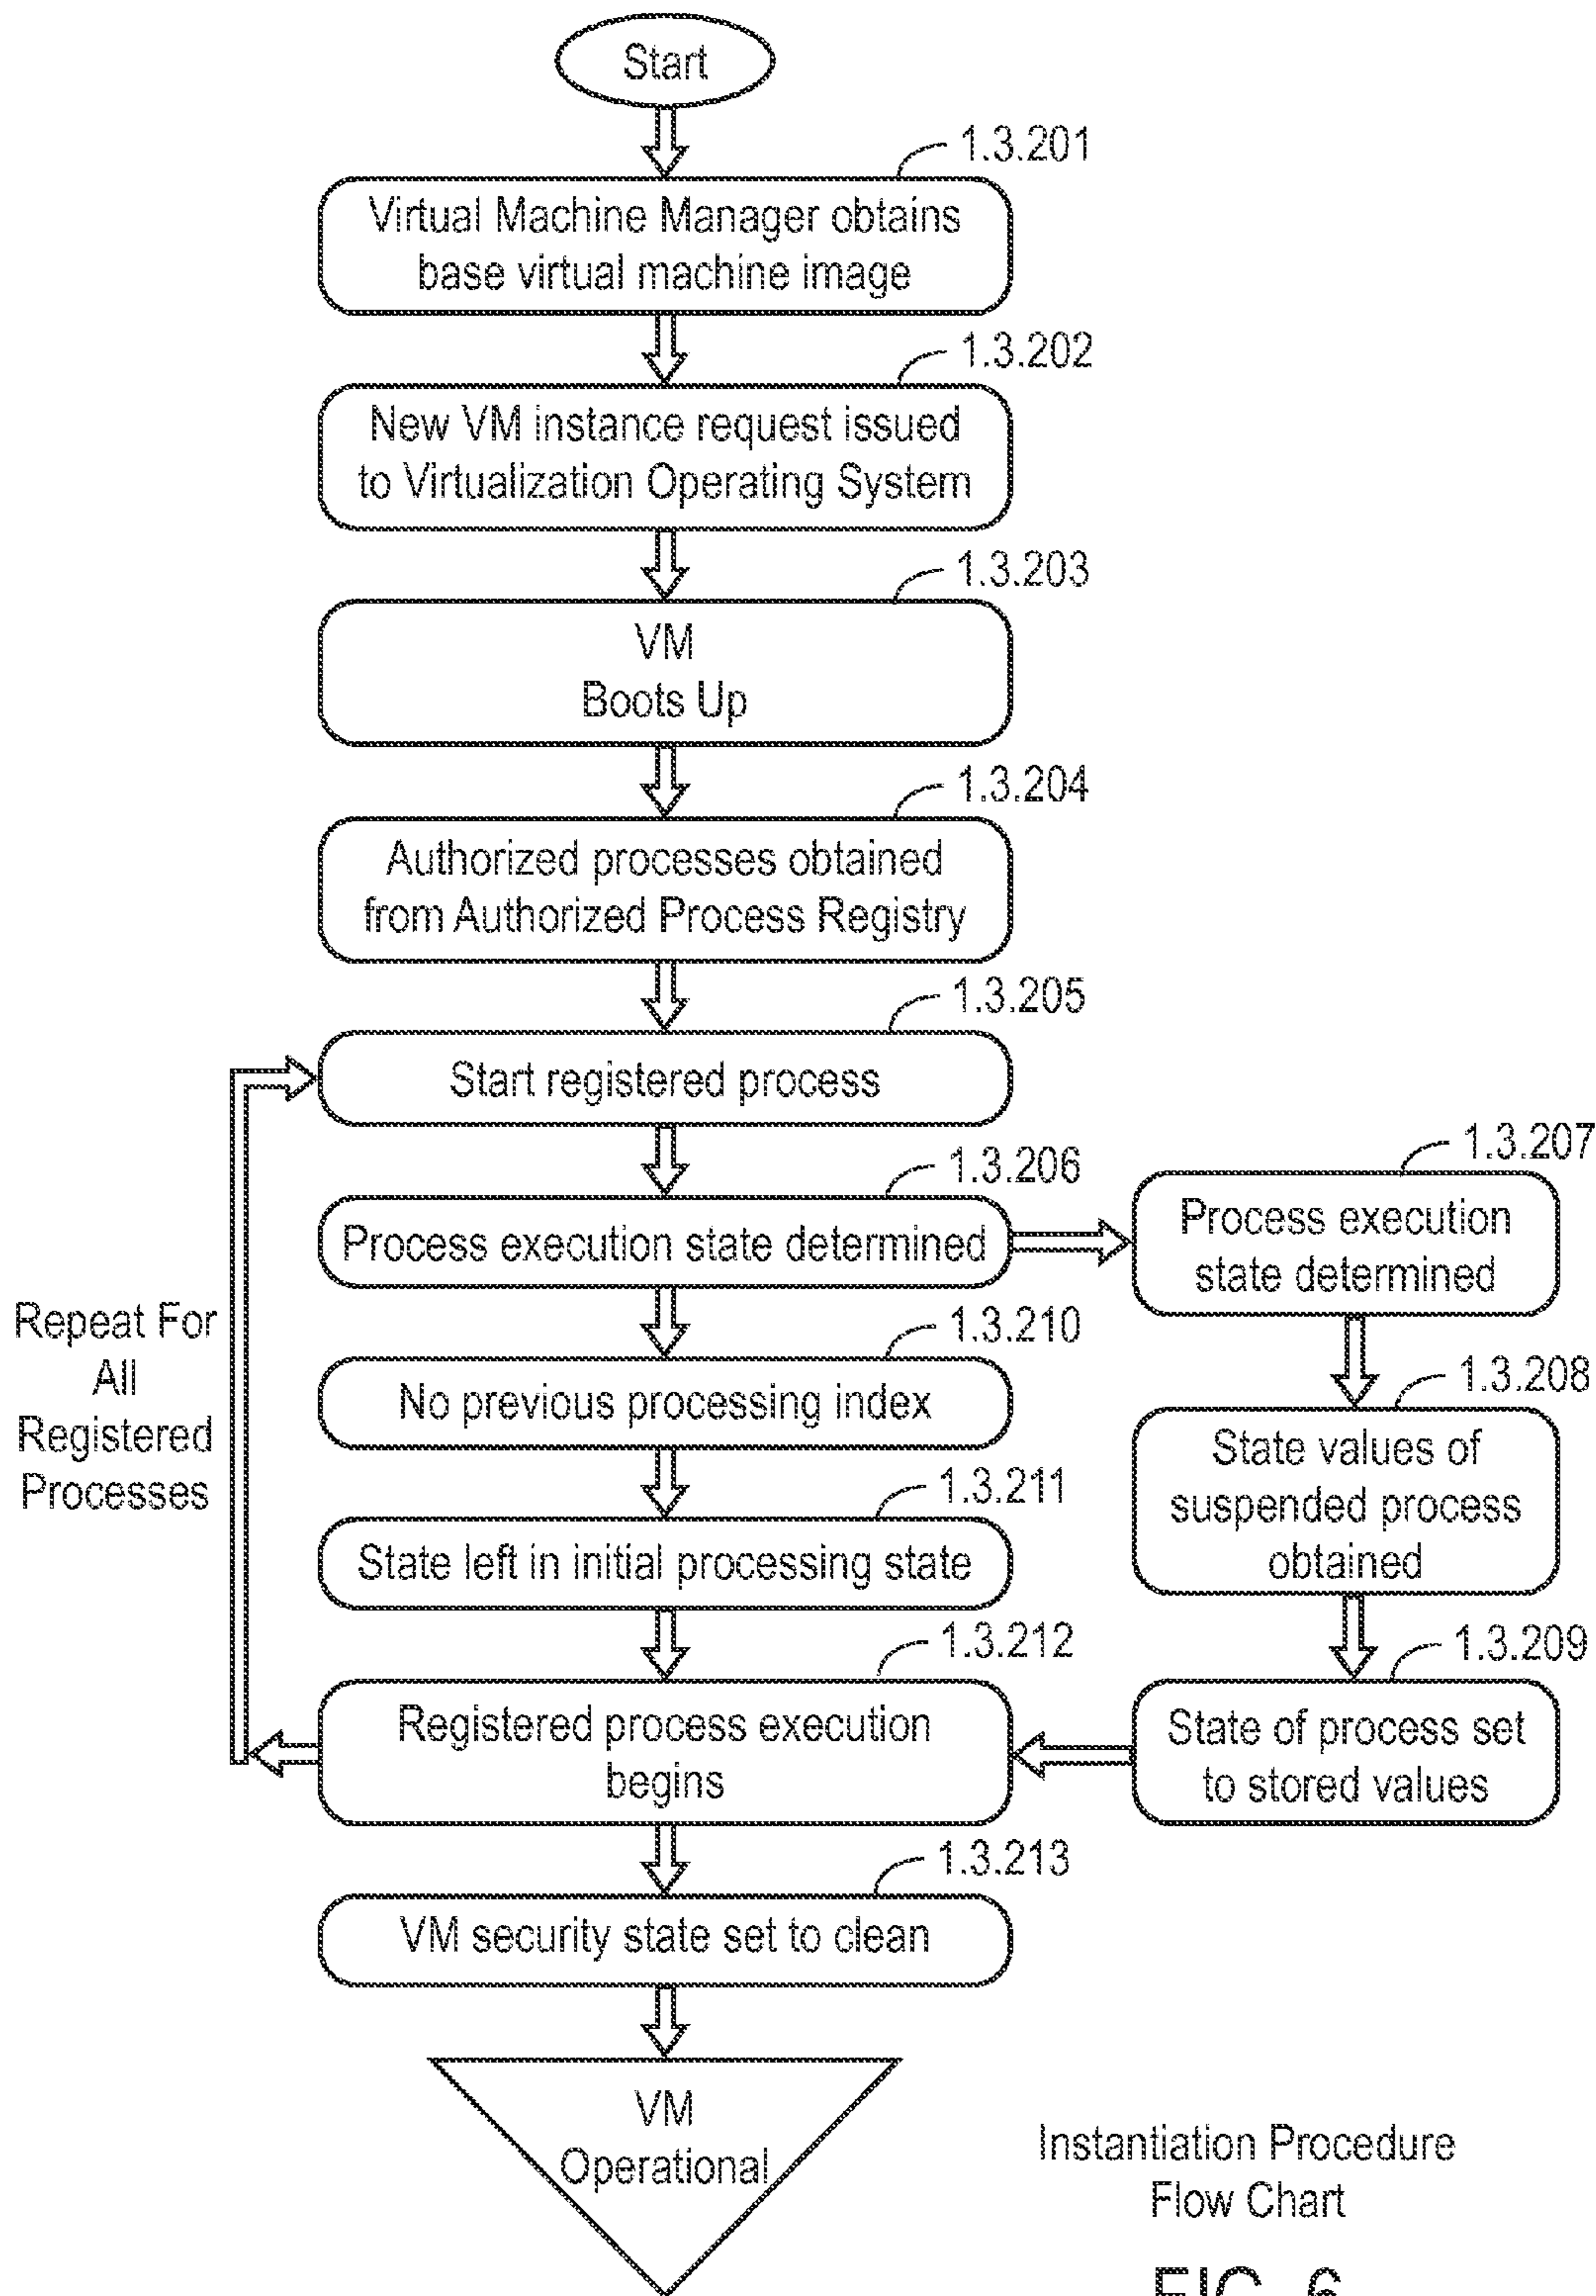 Start
1.3.201
Virtual Machine Manager obtains
base virtual machine image
1.3.202
New VM instance request issued
to Virtualization Operating System
1.3.203
VM
Boots Up
1.3.204
Authorized processes obtained
from Authorized Process Registry
1.3.205
Start registered process
1.3.206
Process execution state determined
1.3.207
Process execution
state determined
1.3.208
State values of
suspended process
obtained
1.3.209
State of process set
to stored values
1.3.210
No previous processing index
1.3.211
State left in initial processing state
1.3.212
Registered process execution
begins
Repeat For
All
Registered
Processes
1.3.213
VM security state set to clean
VM
Operational
Instantiation Procedure
Flow Chart
FIG. 6